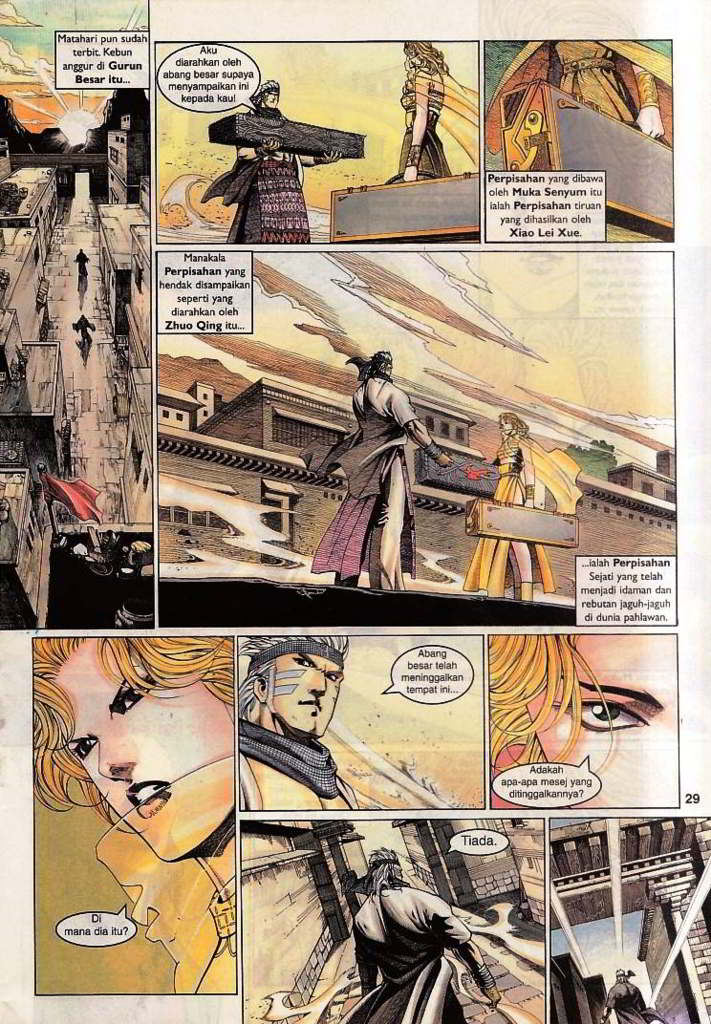 Matahari pun sudah
terbit. Kebun
anggur di Gurun
Besar itu...
Aku
diarahkan oleh
abang besar supaya
menyampaikan ini
kepada kau!
Perpisahan yang dibawa
oleh Muka Senyum itu
ialah Perpisahan tiruan
yang dihasilkan oleh
Xiao Lei Xue.
Manakala
Perpisahan yang
hendak disampaikan
seperti yang
diarahkan oleh
Zhuo Qing itu...
...ialah Perpisahan
Sejati yang telah
menjadi idaman dan
rebutan jaguh-jaguh
di dunia pahlawan.
Di
mana dia itu?
Abang
besar telah
meninggalkan
tempat ini...
Adakah
apa-apa mesej yang
ditinggalkannya?
29
Tiada.